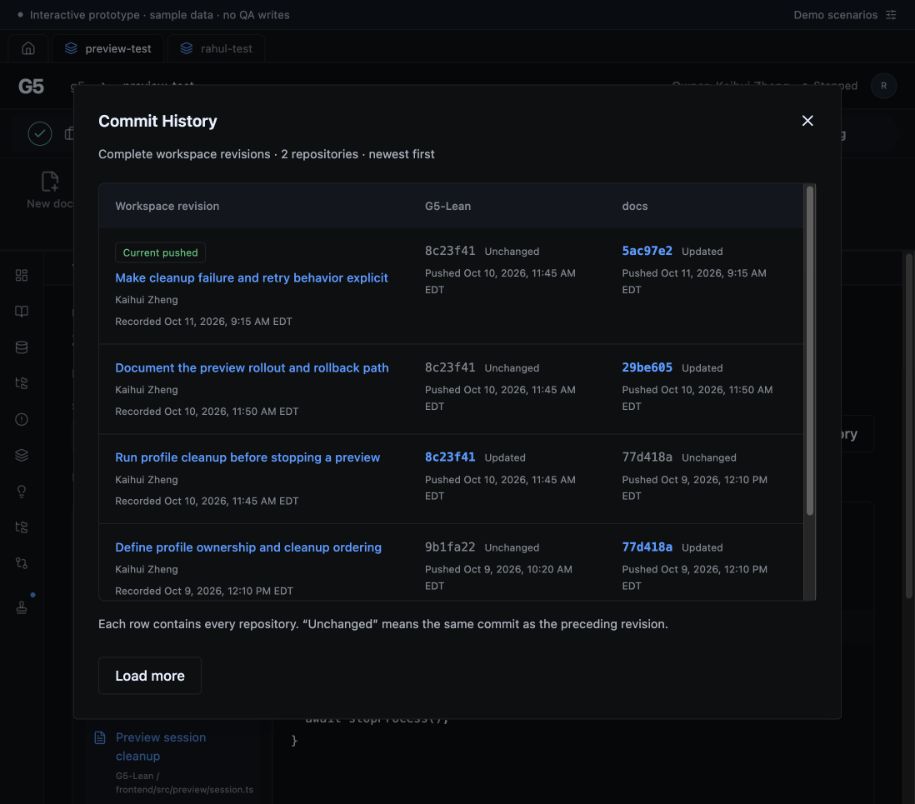 Interactive prototype · sample data · no QA writes
Demo scenarios
preview-test
rahul-test
G5
R
New doc
Commit History
Complete workspace revisions · 2 repositories · newest first
Workspace revision G5-Lean docs
Current pushed
Make cleanup failure and retry behavior explicit
Kaihui Zheng
Recorded Oct 11, 2026, 9:15 AM EDT
8c23f41 Unchanged
Pushed Oct 10, 2026, 11:45 AM
EDT
5ac97e2 Updated
Pushed Oct 11, 2026, 9:15 AM
EDT
Document the preview rollout and rollback path
Kaihui Zheng
Recorded Oct 10, 2026, 11:50 AM EDT
8c23f41 Unchanged
Pushed Oct 10, 2026, 11:45 AM
EDT
29be605 Updated
Pushed Oct 10, 2026, 11:50 AM
EDT
Run profile cleanup before stopping a preview
Kaihui Zheng
Recorded Oct 10, 2026, 11:45 AM EDT
8c23f41 Updated
Pushed Oct 10, 2026, 11:45 AM
EDT
77d418a Unchanged
Pushed Oct 9, 2026, 12:10 PM
EDT
Define profile ownership and cleanup ordering
Kaihui Zheng
Recorded Oct 9, 2026, 12:10 PM EDT
9b1fa22 Unchanged
Pushed Oct 9, 2026, 10:20 AM
EDT
77d418a Updated
Pushed Oct 9, 2026, 12:10 PM
EDT
Each row contains every repository. “Unchanged” means the same commit as the preceding revision.
Load more
ory
}
Preview session
cleanup
G5-Lean /
frontend/src/preview/session.ts